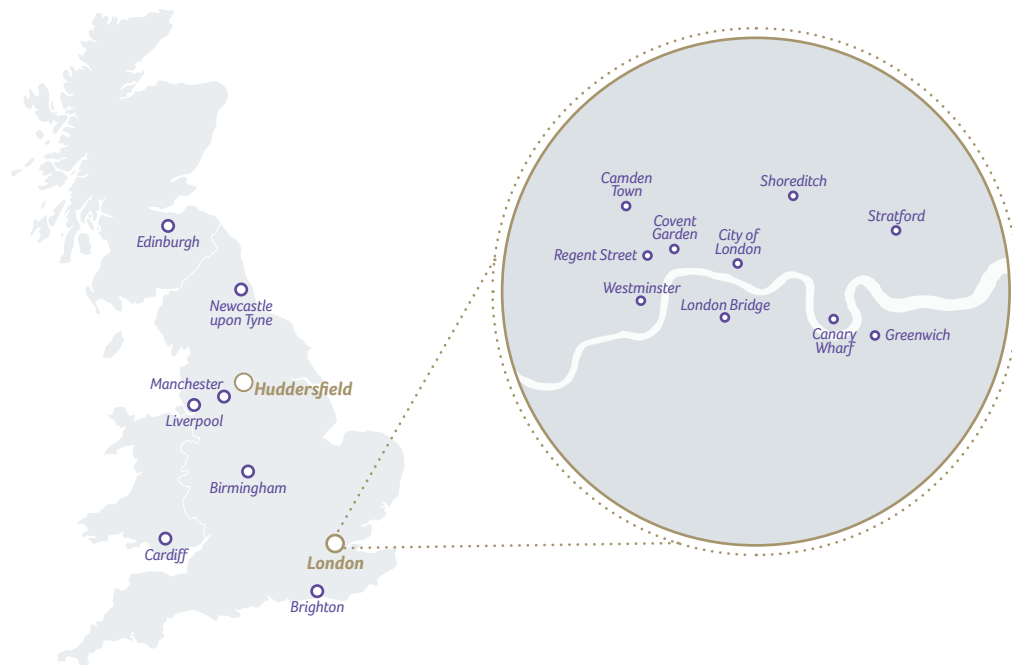 Edinburgh
Newcastle
upon Tyne
Manchester
Huddersfield
Liverpool
Birmingham
Cardiff
London
Brighton
Camden
Town
Shoreditch
Covent
Garden
Stratford
City of
London
Regent Street
Westminster
London Bridge
Canary
Wharf
Greenwich